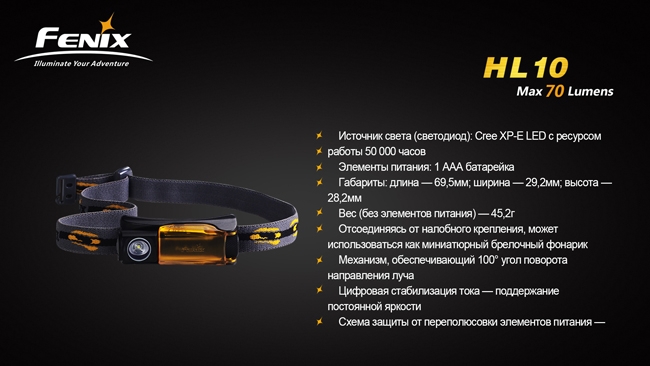 FENIX
Illuminate Your Adventure
HL10
Max 70 Lumens
Источник света (светодиод): Cree XP-E LED с ресурсом
работы 50 000 часов
Элементы питания: 1 ААА батарейка
Габариты: длина — 69,5мм; ширина — 29,2мм; высота —
28,2мм
Вес (без элементов питания) — 45,2г
Отсоединяясь от налобного крепления, может
использоваться как миниатюрный брелочный фонарик
Механизм, обеспечивающий 100° угол поворота
направления луча
Цифровая стабилизация тока — поддержание
постоянной яркости
Схема защиты от переполюсовки элементов питания —